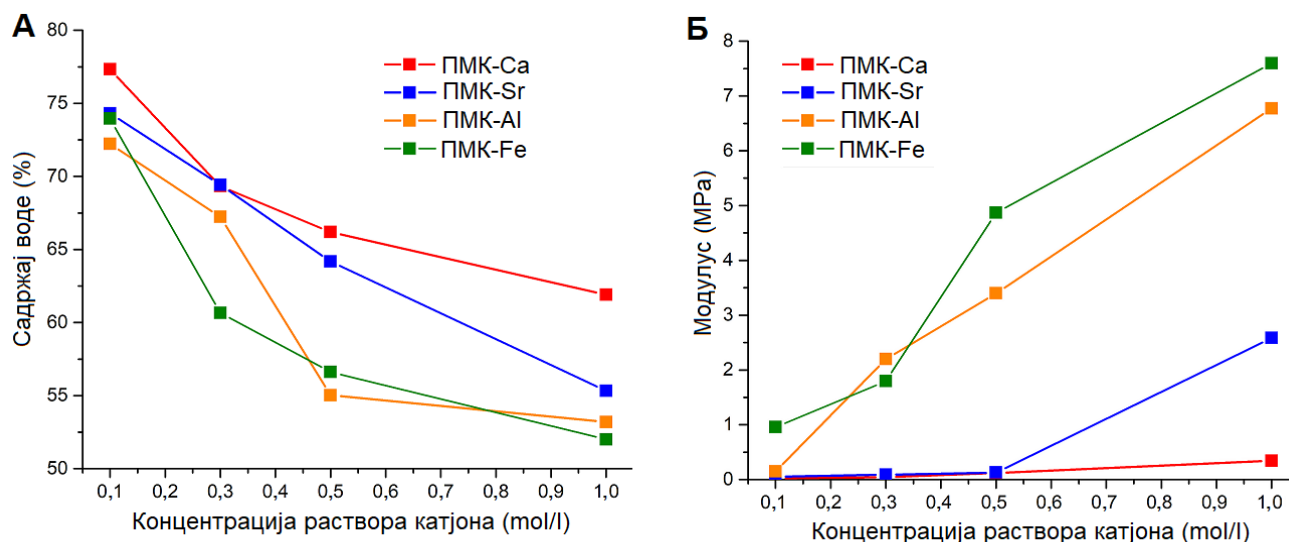 А
Садржај воде (%)
80
75
70
65
60
55
50
ПМК-Ca
ПМК-Sr
ПМК-Al
ПМК-Fe
0,1 0,2 0,3 0,4 0,5 0,6 0,7 0,8 0,9 1,0
Концентрација раствора катјона (mol/l)
Б
Модулус (MPa)
8
7
6
5
4
3
2
1
0
ПМК-Ca
ПМК-Sr
ПМК-Al
ПМК-Fe
0,1 0,2 0,3 0,4 0,5 0,6 0,7 0,8 0,9 1,0
Концентрација раствора катјона (mol/l)